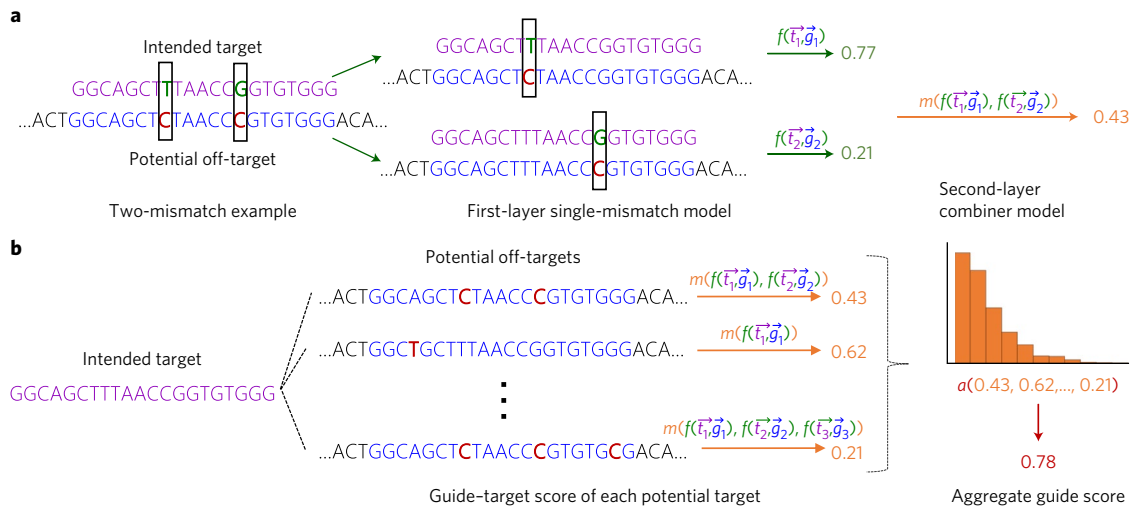 a
Intended target
GGCAGCTTTAACCGGTGTGGG
...ACTGGCAGCTCTAACCCGTGTGGGACA...
Potential off-target
Two-mismatch example
GGCAGCTTTAACCGGTGTGGG
...ACTGGCAGCTCTAACCGGTGTGGGACA...
f(t1,g1)
0.77
GGCAGCTTTAACCGGTGTGGG
...ACTGGCAGCTTTAACCCGTGTGGGACA...
f(t2,g2)
0.21
First-layer single-mismatch model
m(f(t1,g1), f(t2,g2))
0.43
Second-layer
combiner model
b
Potential off-targets
Intended target
GGCAGCTTTAACCGGTGTGGG
...ACTGGCAGCTCTAACCCGTGTGGGACA...
m(f(t1,g1), f(t2,g2))
0.43
...ACTGGCTGCTTTAACCGGTGTGGGACA...
m(f(t1,g1))
0.62
...ACTGGCAGCTCTAACCCGTGTGCGACA...
m(f(t1,g1), f(t2,g2), f(t3,g3))
0.21
Guide–target score of each potential target
a(0.43, 0.62,..., 0.21)
0.78
Aggregate guide score